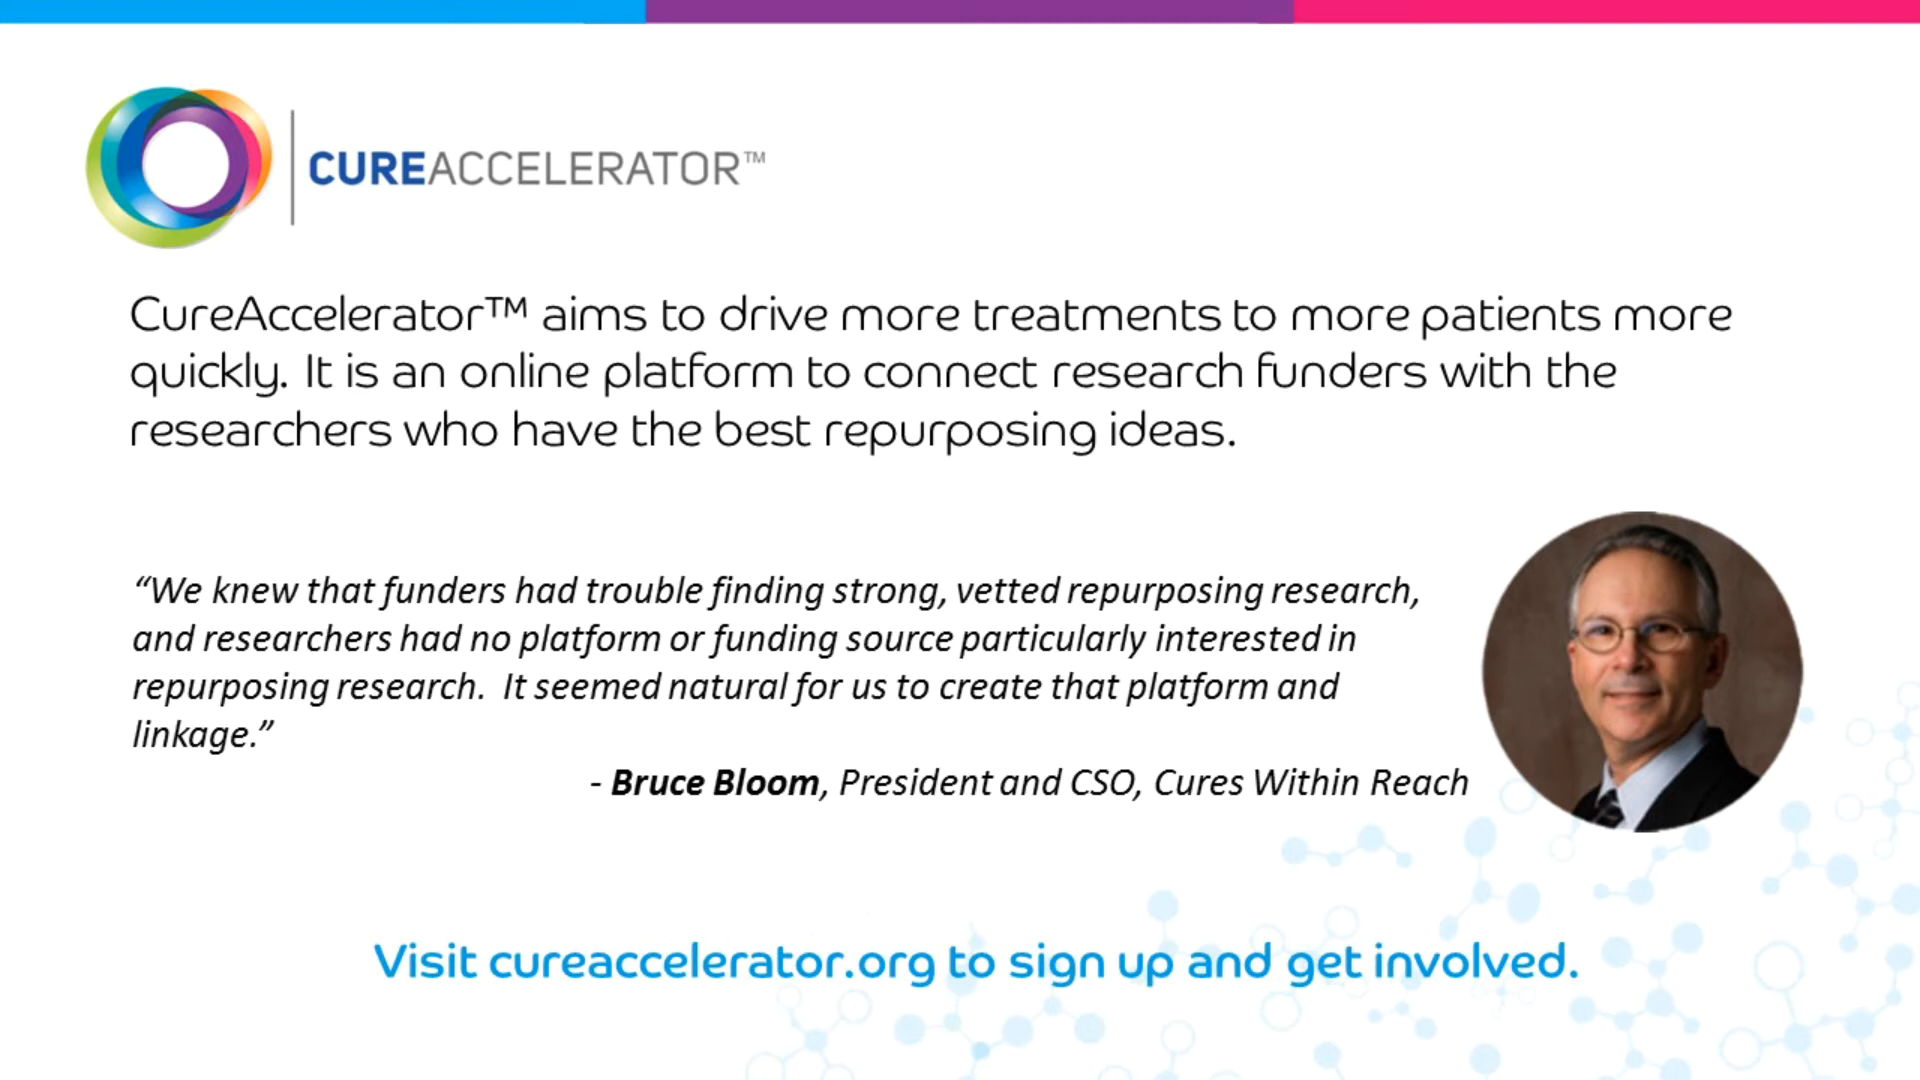 CUREACCELERATOR™
CureAccelerator™ aims to drive more treatments to more patients more
quickly. It is an online platform to connect research funders with the
researchers who have the best repurposing ideas.
“We knew that funders had trouble finding strong, vetted repurposing research,
and researchers had no platform or funding source particularly interested in
repurposing research. It seemed natural for us to create that platform and
linkage.”
- Bruce Bloom, President and CSO, Cures Within Reach
Visit cureaccelerator.org to sign up and get involved.